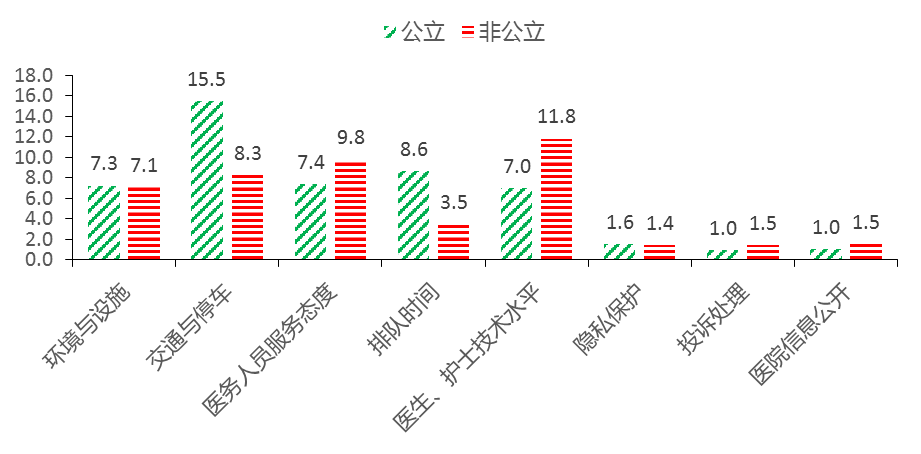 公立 非公立
18.0
16.0
14.0
12.0
10.0
8.0
6.0
4.0
2.0
0.0
7.3 7.1 15.5 8.3 7.4 9.8 8.6 3.5 7.0 11.8 1.6 1.4 1.0 1.5 1.0 1.5
环境与设施
交通与停车
医务人员服务态度
排队时间
医生、护士技术水平
隐私保护
投诉处理
医院信息公开